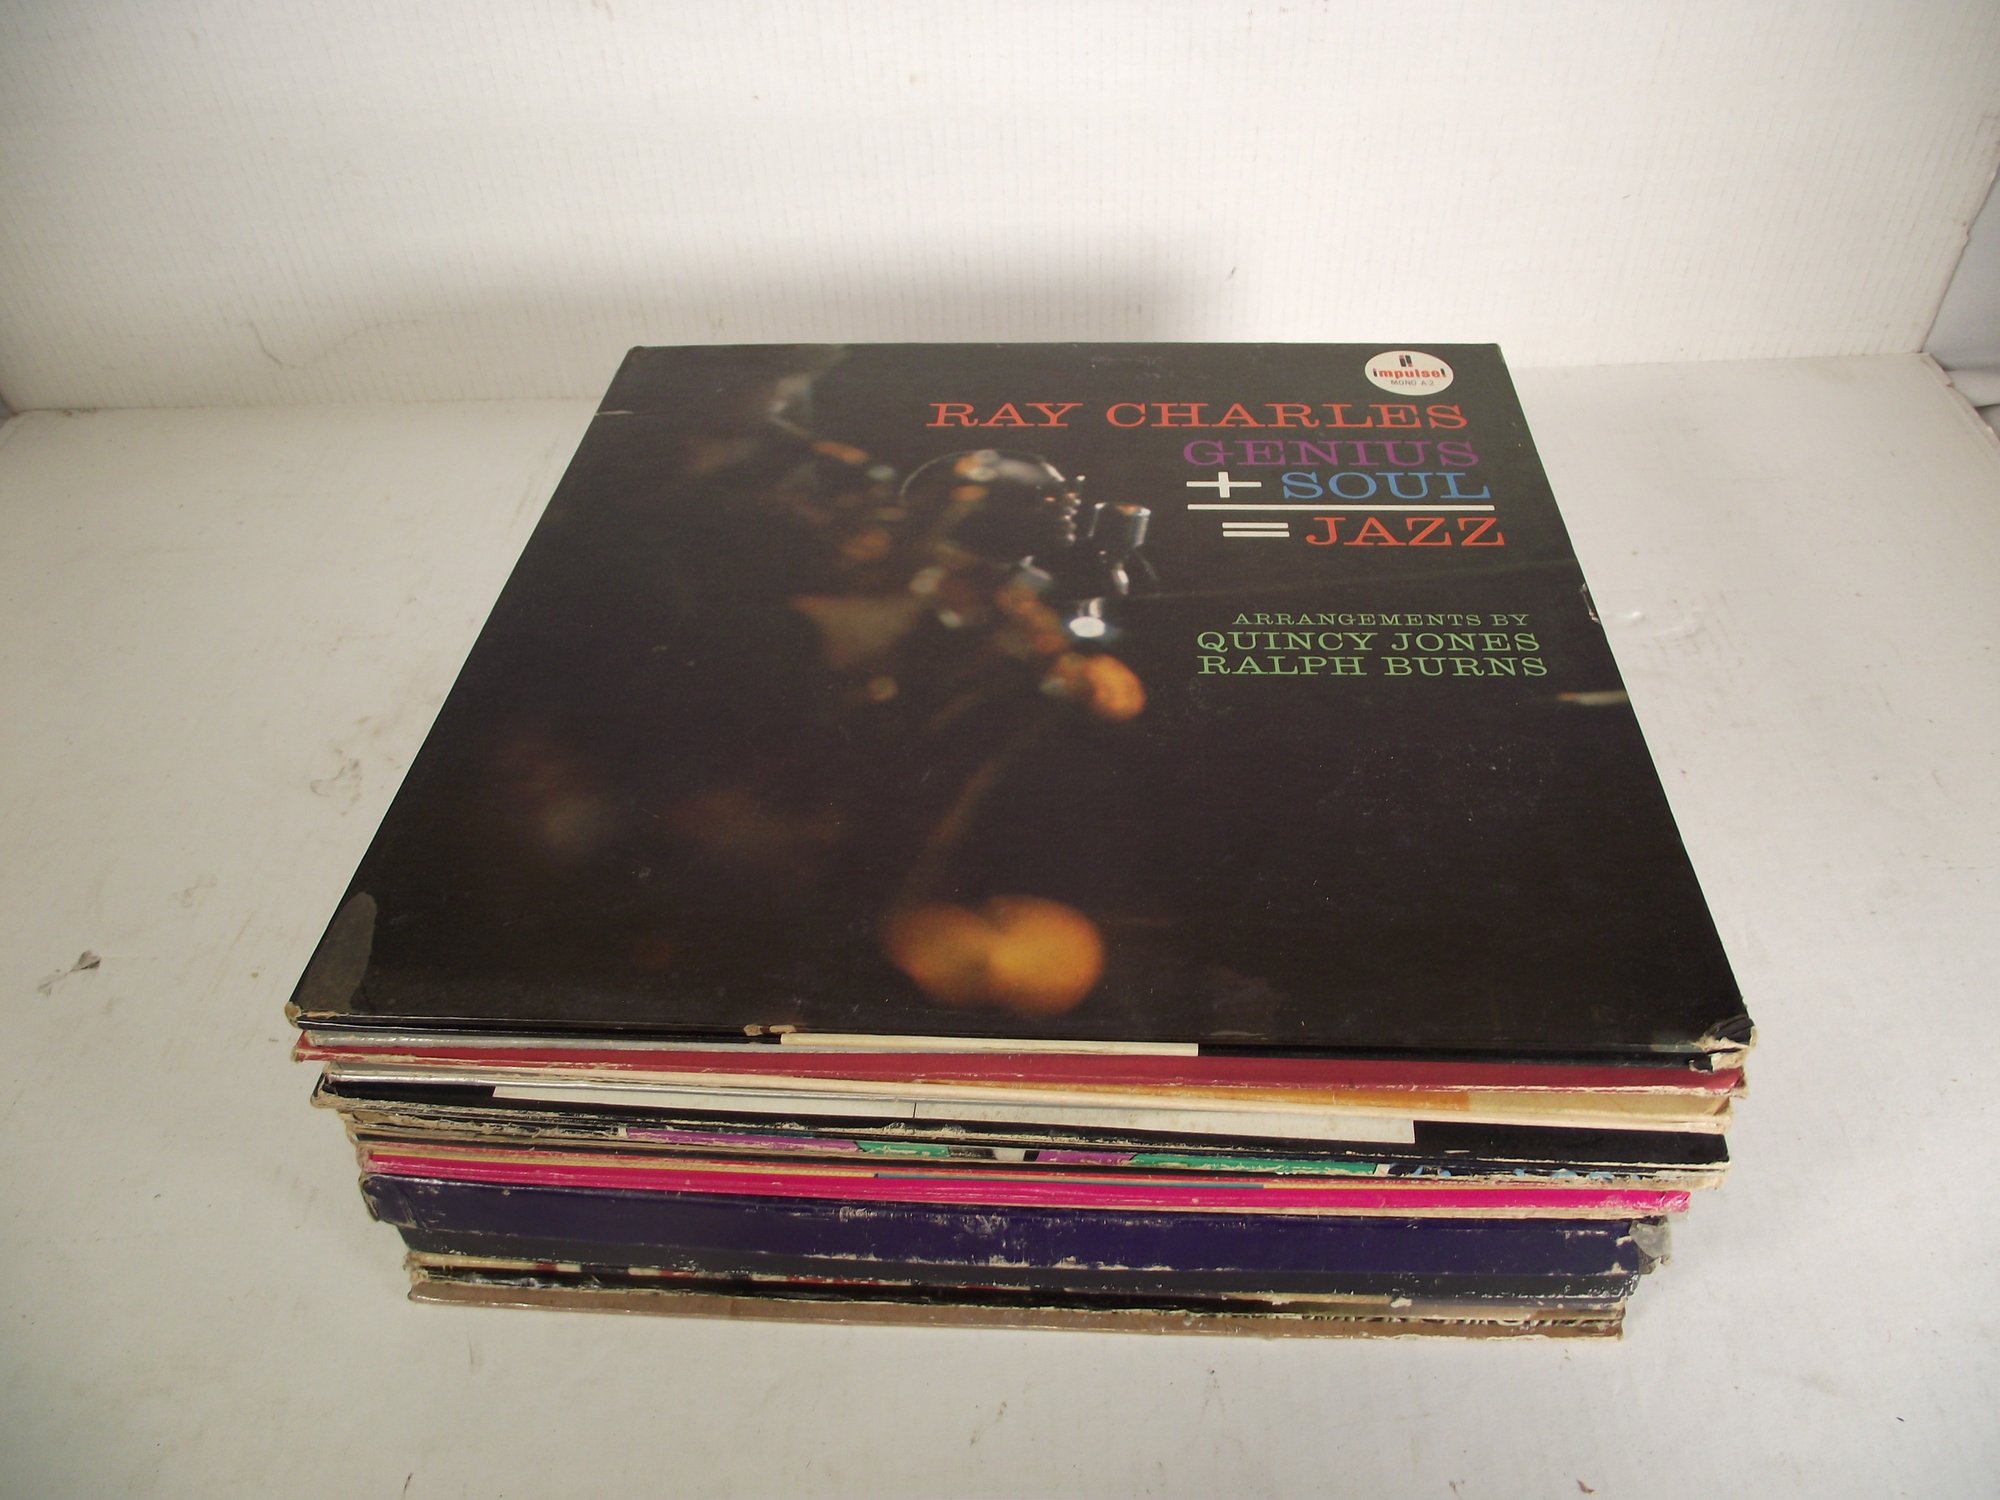 impulse!
MONO A-2
RAY CHARLES
GENIUS
+ SOUL
= JAZZ
ARRANGEMENTS BY
QUINCY JONES
RALPH BURNS